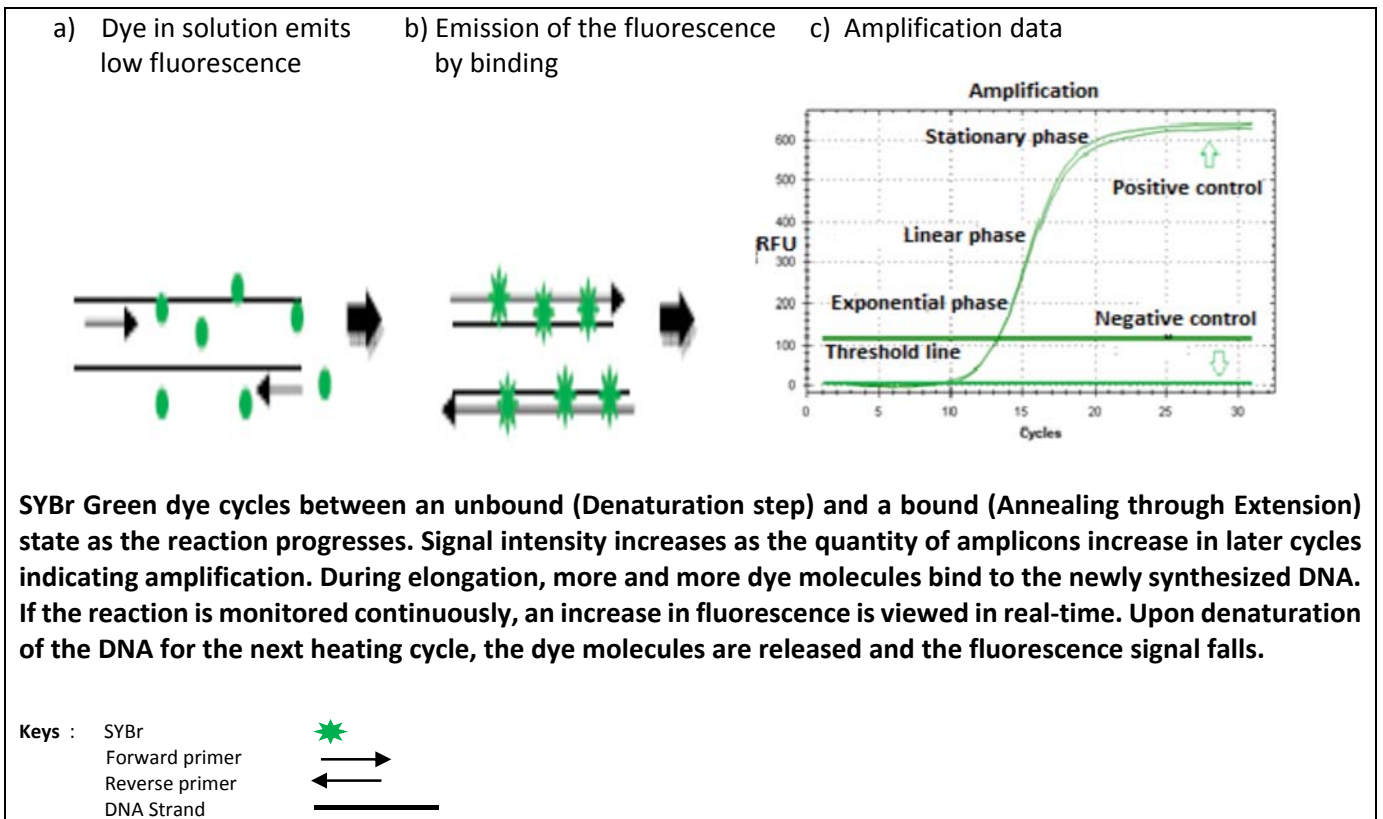 a) Dye in solution emits
low fluorescence
b) Emission of the fluorescence
by binding
c) Amplification data
Amplification
600
500
400
300
200
100
0
RFU
Stationary phase
Positive control
Linear phase
Exponential phase
Negative control
Threshold line
0 5 10 15 20 25 30
Cycles
SYBr Green dye cycles between an unbound (Denaturation step) and a bound (Annealing through Extension)
state as the reaction progresses. Signal intensity increases as the quantity of amplicons increase in later cycles
indicating amplification. During elongation, more and more dye molecules bind to the newly synthesized DNA.
If the reaction is monitored continuously, an increase in fluorescence is viewed in real-time. Upon denaturation
of the DNA for the next heating cycle, the dye molecules are released and the fluorescence signal falls.
Keys : SYBr
Forward primer
Reverse primer
DNA Strand